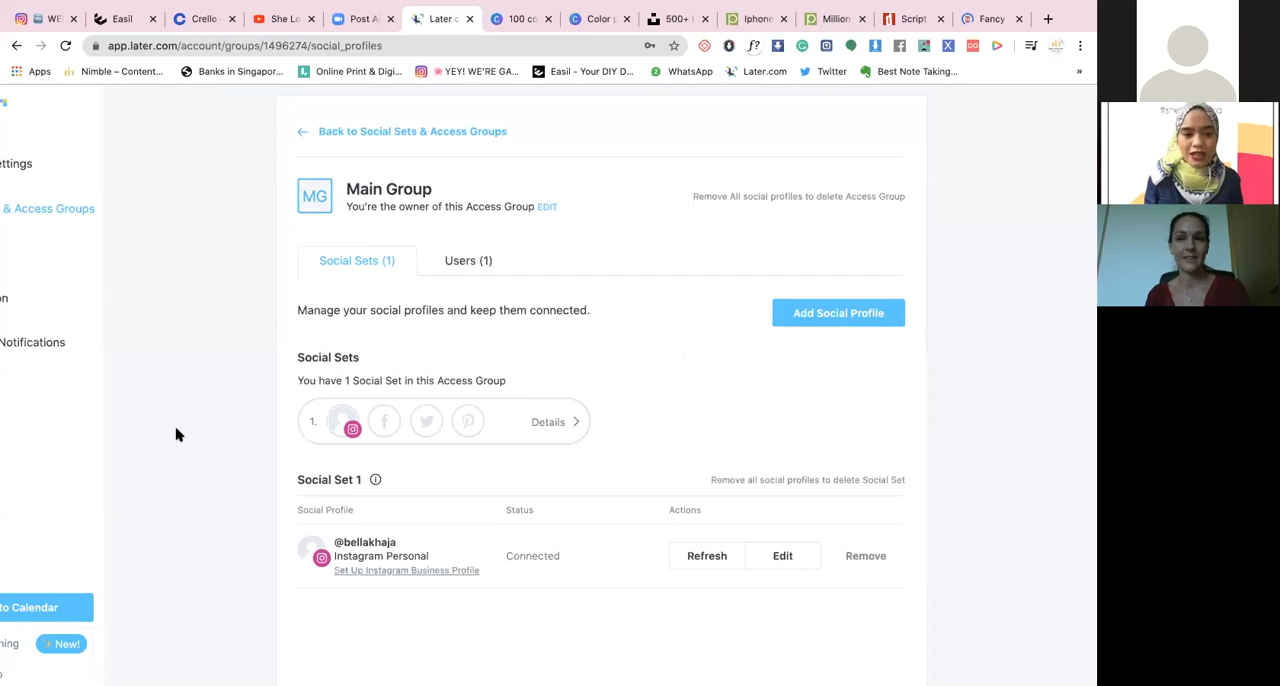 WEI
Easil
Crello -
She Lo
Post A
Later.c
100 co
Color p
500+ I
Iphone
Million
Script
Fancy
app.later.com/account/groups/1496274/social_profiles
f?
Apps
Nimble – Content...
Banks in Singapor...
Online Print & Digi...
YEY! WE'RE GA...
Easil - Your DIY D...
WhatsApp
Later.com
Twitter
Best Note Taking...
»
Back to Social Sets & Access Groups
ettings
MG
Main Group
You're the owner of this Access Group EDIT
Remove All social profiles to delete Access Group
& Access Groups
Social Sets (1)
Users (1)
on
Manage your social profiles and keep them connected.
Add Social Profile
Notifications
Social Sets
You have 1 Social Set in this Access Group
1.
Details
Social Set 1
Remove all social profiles to delete Social Set
Social Profile
Status
Actions
@bellakhaja
Instagram Personal
Set Up Instagram Business Profile
Connected
Refresh
Edit
Remove
to Calendar
ning
New!